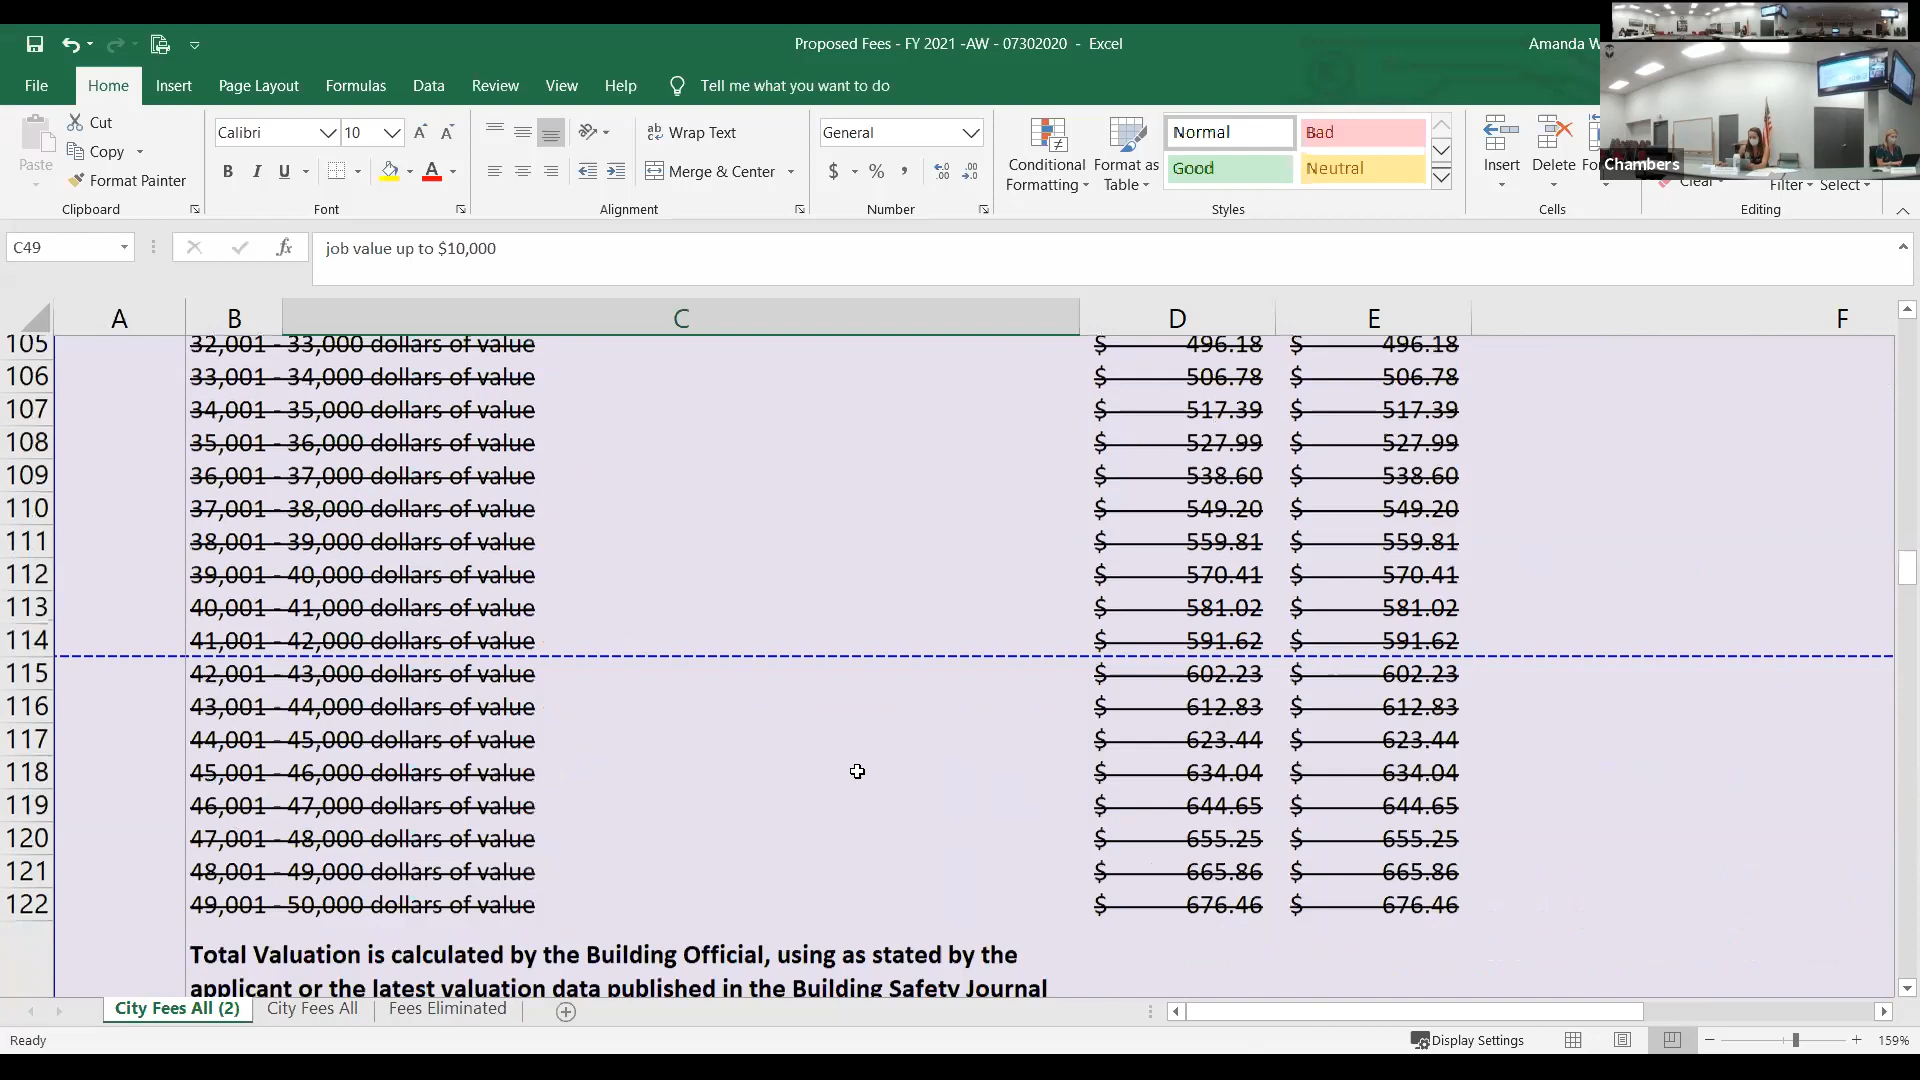 Proposed Fees - FY 2021 -AW - 07302020 - Excel
Amanda W
File Home Insert Page Layout Formulas Data Review View Help Tell me what you want to do
Paste
Cut
Copy
Format Painter
Clipboard
Calibri 10
B I U
Font
Wrap Text
Merge & Center
Alignment
General
$ % ,
Number
Conditional Formatting
Format as Table
Normal Bad
Good Neutral
Styles
Insert Delete
Cells
Clear
Filter Select
Editing
Chambers
C49 fx job value up to $10,000
A B C D E F
105 32,001 - 33,000 dollars of value $ 496.18 $ 496.18
106 33,001 - 34,000 dollars of value $ 506.78 $ 506.78
107 34,001 - 35,000 dollars of value $ 517.39 $ 517.39
108 35,001 - 36,000 dollars of value $ 527.99 $ 527.99
109 36,001 - 37,000 dollars of value $ 538.60 $ 538.60
110 37,001 - 38,000 dollars of value $ 549.20 $ 549.20
111 38,001 - 39,000 dollars of value $ 559.81 $ 559.81
112 39,001 - 40,000 dollars of value $ 570.41 $ 570.41
113 40,001 - 41,000 dollars of value $ 581.02 $ 581.02
114 41,001 - 42,000 dollars of value $ 591.62 $ 591.62
115 42,001 - 43,000 dollars of value $ 602.23 $ 602.23
116 43,001 - 44,000 dollars of value $ 612.83 $ 612.83
117 44,001 - 45,000 dollars of value $ 623.44 $ 623.44
118 45,001 - 46,000 dollars of value $ 634.04 $ 634.04
119 46,001 - 47,000 dollars of value $ 644.65 $ 644.65
120 47,001 - 48,000 dollars of value $ 655.25 $ 655.25
121 48,001 - 49,000 dollars of value $ 665.86 $ 665.86
122 49,001 - 50,000 dollars of value $ 676.46 $ 676.46
Total Valuation is calculated by the Building Official, using as stated by the
applicant or the latest valuation data published in the Building Safety Journal
City Fees All (2) City Fees All Fees Eliminated
Ready Display Settings 159%